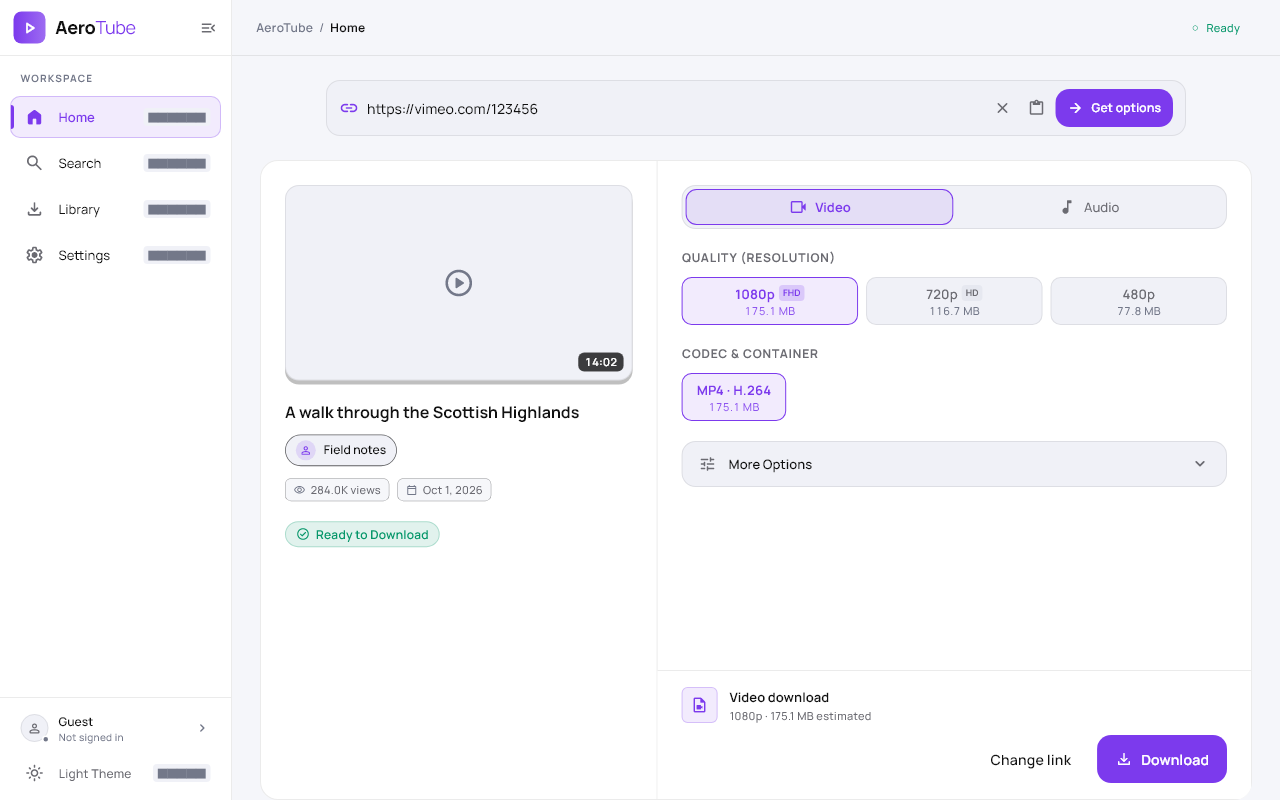 AeroTube
AeroTube / Home
Ready
WORKSPACE
Home
Search
Library
Settings
https://vimeo.com/123456
Get options
14:02
A walk through the Scottish Highlands
Field notes
284.0K views
Oct 1, 2026
Ready to Download
Video
Audio
QUALITY (RESOLUTION)
1080p FHD
175.1 MB
720p HD
116.7 MB
480p
77.8 MB
CODEC & CONTAINER
MP4 · H.264
175.1 MB
More Options
Video download
1080p · 175.1 MB estimated
Change link
Download
Guest
Not signed in
Light Theme